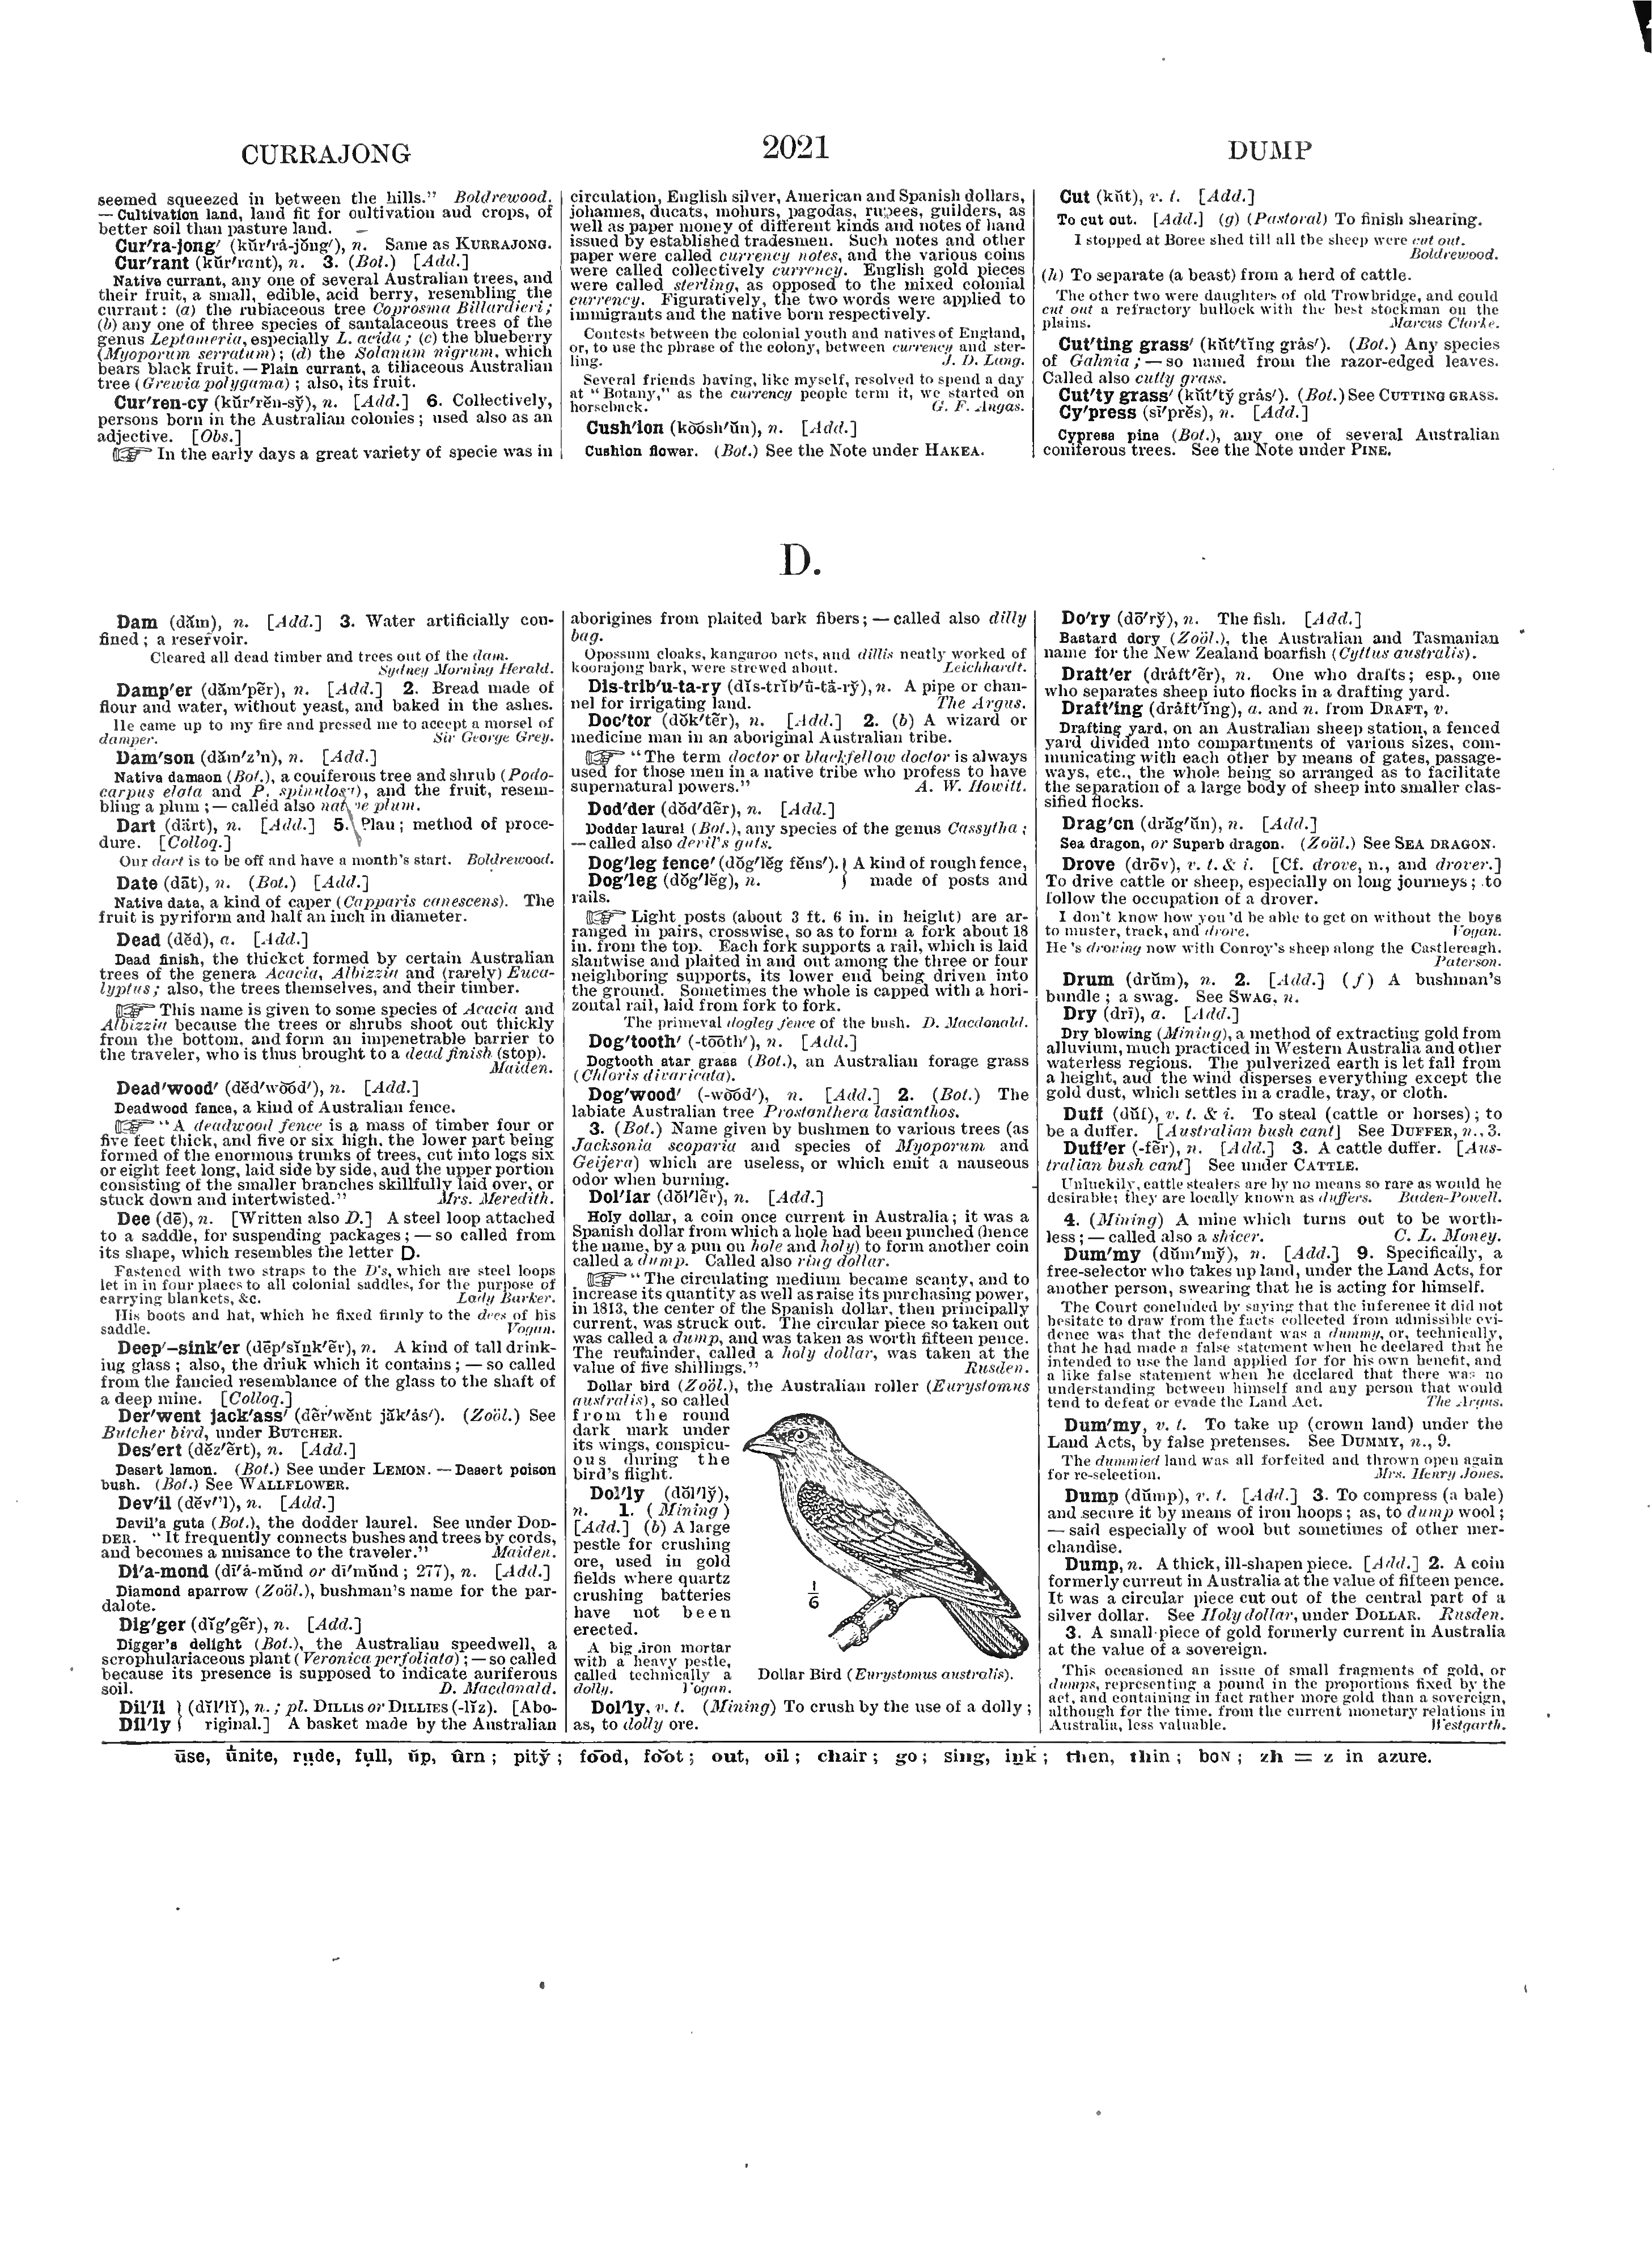 CURRAJONG
2021
DUMP
seemed squeezed in between the hills." Boldrewood.
— Cultivation land, land fit for cultivation aud crops, of
better soil than pasture land.
Cur′ra-jong′ (kŭr′rȧ-jŏng′), n. Same as KURRAJONG.
Cur′rant (kŭr′rant), n. 3. (Bot.) [Add.]
Native currant, any one of several Australian trees, and
their fruit, a small, edible, acid berry, resembling the
currant: (a) the rubiaceous tree Coprosma Billardieri;
(b) any one of three species of santalaceous trees of the
genus Leptomeria, especially L. acida; (c) the blueberry
(Myoporum serratum); (d) the Solanum nigrum, which
bears black fruit. — Plain currant, a tiliaceous Australian
tree (Grewia polygama); also, its fruit.
Cur′ren-cy (kŭr′rĕn-sy̆), n. [Add.] 6. Collectively,
persons born in the Australian colonies; used also as an
adjective. [Obs.]
☞ In the early days a great variety of specie was in
circulation, English silver, American and Spanish dollars,
johannes, ducats, mohurs, pagodas, rupees, guilders, as
well as paper money of different kinds and notes of hand
issued by established tradesmen. Such notes and other
paper were called currency notes, and the various coins
were called collectively currency. English gold pieces
were called sterling, as opposed to the mixed colonial
currency. Figuratively, the two words were applied to
immigrants and the native born respectively.
Contests between the colonial youth and natives of England,
or, to use the phrase of the colony, between currency and ster-
ling. J. D. Lang.
Several friends having, like myself, resolved to spend a day
at "Botany," as the currency people term it, we started on
horseback. G. F. Angas.
Cush′ion (ko͝osh′ŭn), n. [Add.]
Cushion flower. (Bot.) See the Note under HAKEA.
Cut (kŭt), v. t. [Add.]
To cut out. [Add.] (g) (Pastoral) To finish shearing.
I stopped at Boree shed till all the sheep were cut out.
Boldrewood.
(h) To separate (a beast) from a herd of cattle.
The other two were daughters of old Trowbridge, and could
cut out a refractory bullock with the best stockman on the
plains. Marcus Clarke.
Cut′ting grass′ (kŭt′tĭng grȧs′). (Bot.) Any species
of Gahnia; — so named from the razor-edged leaves.
Called also cutty grass.
Cut′ty grass′ (kŭt′ty̆ grȧs′). (Bot.) See CUTTING GRASS.
Cy′press (sī′prĕs), n. [Add.]
Cypress pine (Bot.), any one of several Australian
coniferous trees. See the Note under PINE.
D.
Dam (dăm), n. [Add.] 3. Water artificially con-
fined; a reservoir.
Cleared all dead timber and trees out of the dam.
Sydney Morning Herald.
Damp′er (dăm′pẽr), n. [Add.] 2. Bread made of
flour and water, without yeast, and baked in the ashes.
He came up to my fire and pressed me to accept a morsel of
damper. Sir George Grey.
Dam′son (dăm′z'n), n. [Add.]
Native damson (Bot.), a coniferous tree and shrub (Podo-
carpus elata and P. spinulosa), and the fruit, resem-
bling a plum; — called also native plum.
Dart (därt), n. [Add.] 5. Plau; method of proce-
dure. [Colloq.]
Our dart is to be off and have a month's start. Boldrewood.
Date (dāt), n. (Bot.) [Add.]
Native date, a kind of caper (Capparis canescens). The
fruit is pyriform and half an inch in diameter.
Dead (dĕd), a. [Add.]
Dead finish, the thicket formed by certain Australian
trees of the genera Acacia, Albizzia and (rarely) Euca-
lyptus; also, the trees themselves, and their timber.
☞ This name is given to some species of Acacia and
Albizzia because the trees or shrubs shoot out thickly
from the bottom, and form an impenetrable barrier to
the traveler, who is thus brought to a dead finish (stop).
Maiden.
Dead′wood′ (dĕd′wo͝od′), n. [Add.]
Deadwood fence, a kind of Australian fence.
☞ "A deadwood fence is a mass of timber four or
five feet thick, and five or six high, the lower part being
formed of the enormous trunks of trees, cut into logs six
or eight feet long, laid side by side, aud the upper portion
consisting of the smaller branches skillfully laid over, or
stuck down and intertwisted." Mrs. Meredith.
Dee (dē), n. [Written also D.] A steel loop attached
to a saddle, for suspending packages; — so called from
its shape, which resembles the letter D.
Fastened with two straps to the D's, which are steel loops
let in in four places to all colonial saddles, for the purpose of
carrying blankets, &c. Lady Barker.
His boots and hat, which he fixed firmly to the dees of his
saddle. Vogan.
Deep′-sink′er (dēp′sĭṉk′ẽr), n. A kind of tall drink-
iug glass; also, the driuk which it contains; — so called
from the fancied resemblance of the glass to the shaft of
a deep mine. [Colloq.]
Der′went jack′ass′ (dẽr′wĕnt jăk′ȧs′). (Zoöl.) See
Butcher bird, under BUTCHER.
Des′ert (dĕz′ẽrt), n. [Add.]
Desert lemon. (Bot.) See under LEMON. — Desert poison
bush. (Bot.) See WALLFLOWER.
Dev′il (dĕv''l), n. [Add.]
Devil's guts (Bot.), the dodder laurel. See under DOD-
DER. "It frequently connects bushes and trees by cords,
and becomes a nuisance to the traveler." Maiden.
Di′a-mond (dī′ȧ-mŭnd or dī′mŭnd; 277), n. [Add.]
Diamond sparrow (Zoöl.), bushman's name for the par-
dalote.
Dig′ger (dĭg′gẽr), n. [Add.]
Digger's delight (Bot.), the Australiau speedwell, a
scrophulariaceous plant (Veronica perfoliata); — so called
because its presence is supposed to indicate auriferous
soil. D. Macdonald.
Dil′li } (dĭl′lĭ), n.; pl. DILLIS or DILLIES (-lĭz). [Abo-
Dil′ly } riginal.] A basket made by the Australian
aborigines from plaited bark fibers; — called also dilly
bag.
Opossum cloaks, kangaroo nets, and dillis neatly worked of
koorajong bark, were strewed about. Leichhardt.
Dis-trib′u-ta-ry (dĭs-trĭb′ū̇-tā̇-ry̆), n. A pipe or chan-
nel for irrigating land. The Argus.
Doc′tor (dŏk′tẽr), n. [Add.] 2. (b) A wizard or
medicine man in an aboriginal Australian tribe.
☞ "The term doctor or blackfellow doctor is always
used for those men in a native tribe who profess to have
supernatural powers." A. W. Howitt.
Dod′der (dŏd′dẽr), n. [Add.]
Dodder laurel (Bot.), any species of the genus Cassytha;
— called also devil's guts.
Dog′leg fence′ (dŏg′lĕg fĕns′). } A kind of rough fence,
Dog′leg (dŏg′lĕg), n. } made of posts and
rails.
☞ Light posts (about 3 ft. 6 in. in height) are ar-
ranged in pairs, crosswise, so as to form a fork about 18
in. from the top. Each fork supports a rail, which is laid
slantwise and plaited in and out among the three or four
neighboring supports, its lower end being driven into
the ground. Sometimes the whole is capped with a hori-
zontal rail, laid from fork to fork.
The primeval dogleg fence of the bush. D. Macdonald.
Dog′tooth′ (-to͞oth′), n. [Add.]
Dogtooth star grass (Bot.), an Australian forage grass
(Chloris divaricata).
Dog′wood′ (-wo͝od′), n. [Add.] 2. (Bot.) The
labiate Australian tree Prostanthera lasianthos.
3. (Bot.) Name given by bushmen to various trees (as
Jacksonia scoparia and species of Myoporum and
Geijera) which are useless, or which emit a nauseous
odor when burning.
Dol′lar (dŏl′lẽr), n. [Add.]
Holy dollar, a coin once current in Australia; it was a
Spanish dollar from which a hole had been punched (hence
the name, by a pun ou hole and holy) to form another coin
called a dump. Called also ring dollar.
☞ "The circulating medium became scanty, and to
increase its quantity as well as raise its purchasing power,
in 1813, the center of the Spanish dollar, then principally
current, was struck out. The circular piece so taken out
was called a dump, and was taken as worth fifteen pence.
The remainder, called a holy dollar, was taken at the
value of five shillings." Rusden.
Dollar bird (Zoöl.), the Australian roller (Eurystomus
australis), so called
from the round
dark mark under
its wings, conspicu-
ous during the
bird's flight.
Dol′ly (dŏl′ly̆),
n. 1. (Mining)
[Add.] (b) A large
pestle for crushing
ore, used in gold
fields where quartz
crushing batteries
have not been
erected.
A big iron mortar
with a heavy pestle,
called technically a
dolly. Vogan.
1/6
Dollar Bird (Eurystomus australis).
Dol′ly, v. t. (Mining) To crush by the use of a dolly;
as, to dolly ore.
Do′ry (dō′ry̆), n. The fish. [Add.]
Bastard dory (Zoöl.), the Australian and Tasmanian
name for the New Zealand boarfish (Cyttus australis).
Draft′er (drȧft′ẽr), n. One who drafts; esp., one
who separates sheep iuto flocks in a drafting yard.
Draft′ing (drȧft′ĭng), a. and n. from DRAFT, v.
Drafting yard, on an Australian sheep station, a fenced
yard divided into compartments of various sizes, com-
municating with each other by means of gates, passage-
ways, etc., the whole being so arranged as to facilitate
the separation of a large body of sheep into smaller clas-
sified flocks.
Drag′on (drăg′ŭn), n. [Add.]
Sea dragon, or Superb dragon. (Zoöl.) See SEA DRAGON.
Drove (drōv), v. t. & i. [Cf. drove, n., and drover.]
To drive cattle or sheep, especially on long journeys; to
follow the occupation of a drover.
I don't know how you'd be able to get on without the boys
to muster, track, and drove. Vogan.
He's droving now with Conroy's sheep along the Castlereagh.
Paterson.
Drum (drŭm), n. 2. [Add.] (f) A bushman's
bundle; a swag. See SWAG, n.
Dry (drī), a. [Add.]
Dry blowing (Mining), a method of extracting gold from
alluvium, much practiced in Western Australia and other
waterless regions. The pulverized earth is let fall from
a height, aud the wind disperses everything except the
gold dust, which settles in a cradle, tray, or cloth.
Duff (dŭf), v. t. & i. To steal (cattle or horses); to
be a duffer. [Australian bush cant] See DUFFER, n., 3.
Duff′er (-fẽr), n. [Add.] 3. A cattle duffer. [Aus-
tralian bush cant] See under CATTLE.
Unluckily, cattle stealers are by no means so rare as would be
desirable; they are locally known as duffers. Baden-Powell.
4. (Mining) A mine which turns out to be worth-
less; — called also a shicer. C. L. Money.
Dum′my (dŭm′my̆), n. [Add.] 9. Specifically, a
free-selector who takes up land, under the Land Acts, for
another person, swearing that he is acting for himself.
The Court concluded by saying that the inference it did not
hesitate to draw from the facts collected from admissible evi-
dence was that the defendant was a dummy, or, technically,
that he had made a false statement when he declared that he
intended to use the land applied for for his own benefit, and
a like false statement when he declared that there was no
understanding between himself and any person that would
tend to defeat or evade the Land Act. The Argus.
Dum′my, v. t. To take up (crown land) under the
Land Acts, by false pretenses. See DUMMY, n., 9.
The dummied land was all forfeited and thrown open again
for re-selection. Mrs. Henry Jones.
Dump (dŭmp), v. t. [Add.] 3. To compress (a bale)
and secure it by means of iron hoops; as, to dump wool;
— said especially of wool but sometimes of other mer-
chandise.
Dump, n. A thick, ill-shapen piece. [Add.] 2. A coin
formerly current in Australia at the value of fifteen pence.
It was a circular piece cut out of the central part of a
silver dollar. See Holy dollar, under DOLLAR. Rusden.
3. A small piece of gold formerly current in Australia
at the value of a sovereign.
This occasioned an issue of small fragments of gold, or
dumps, representing a pound in the proportions fixed by the
act, and containing in fact rather more gold than a sovereign,
although for the time, from the current monetary relations in
Australia, less valuable. Westgarth.
ūse, ūnite, rṳde, fu̇ll, ŭp, ûrn; pity̆; fo͞od, fo͝ot; out, oil; chair; go; sing, iṉk; then, thin; boɴ; zh = z in azure.